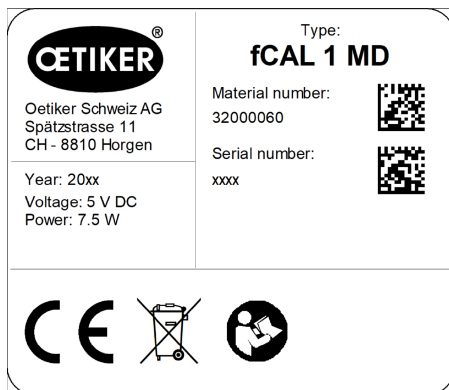 OETIKER®
Oetiker Schweiz AG
Spätzstrasse 11
CH - 8810 Horgen
Year: 20xx
Voltage: 5 V DC
Power: 7.5 W
Type:
fCAL 1 MD
Material number:
32000060
Serial number:
xxxx
CE